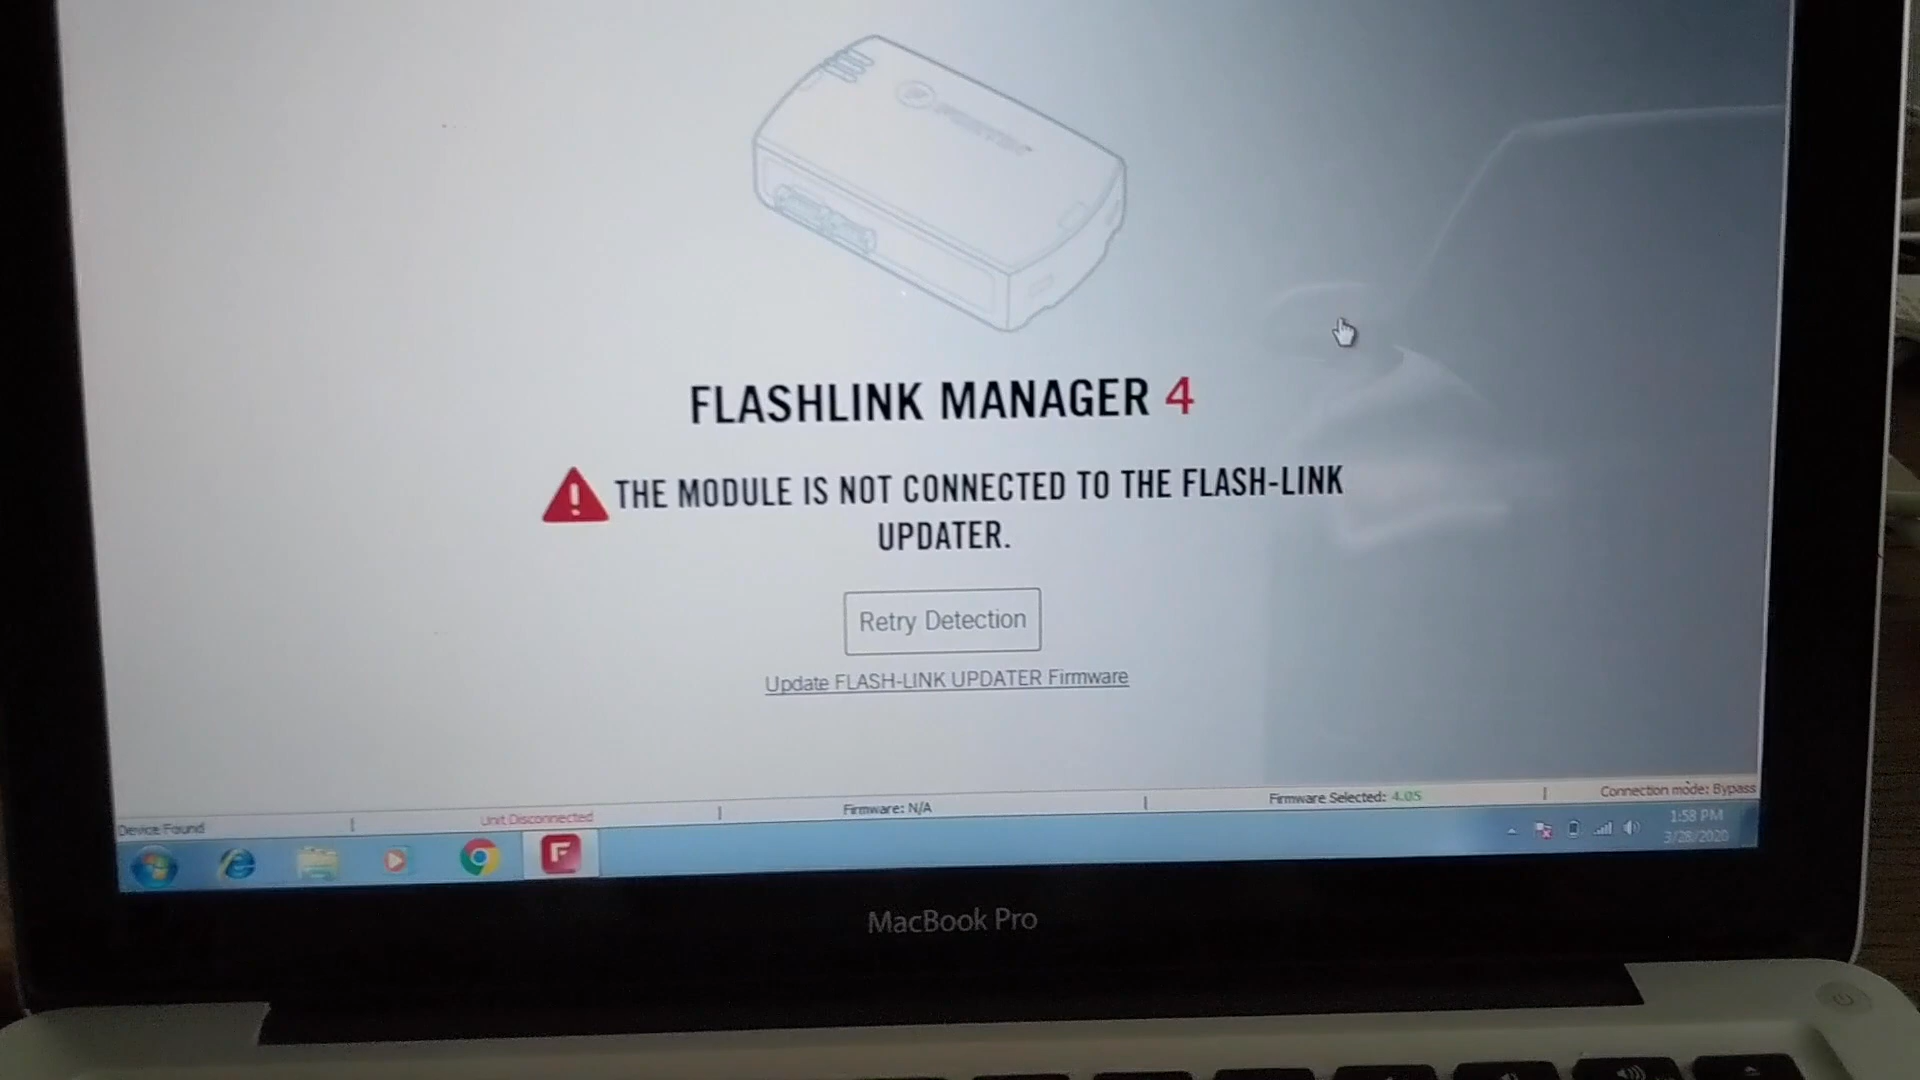 FLASHLINK MANAGER 4
THE MODULE IS NOT CONNECTED TO THE FLASH-LINK
UPDATER.
Retry Detection
Update FLASH-LINK UPDATER Firmware
Device Found | Unit Disconnected | Firmware: N/A | Firmware Selected: 4.05 | Connection mode: Bypass
1:58 PM
3/28/2020
MacBook Pro